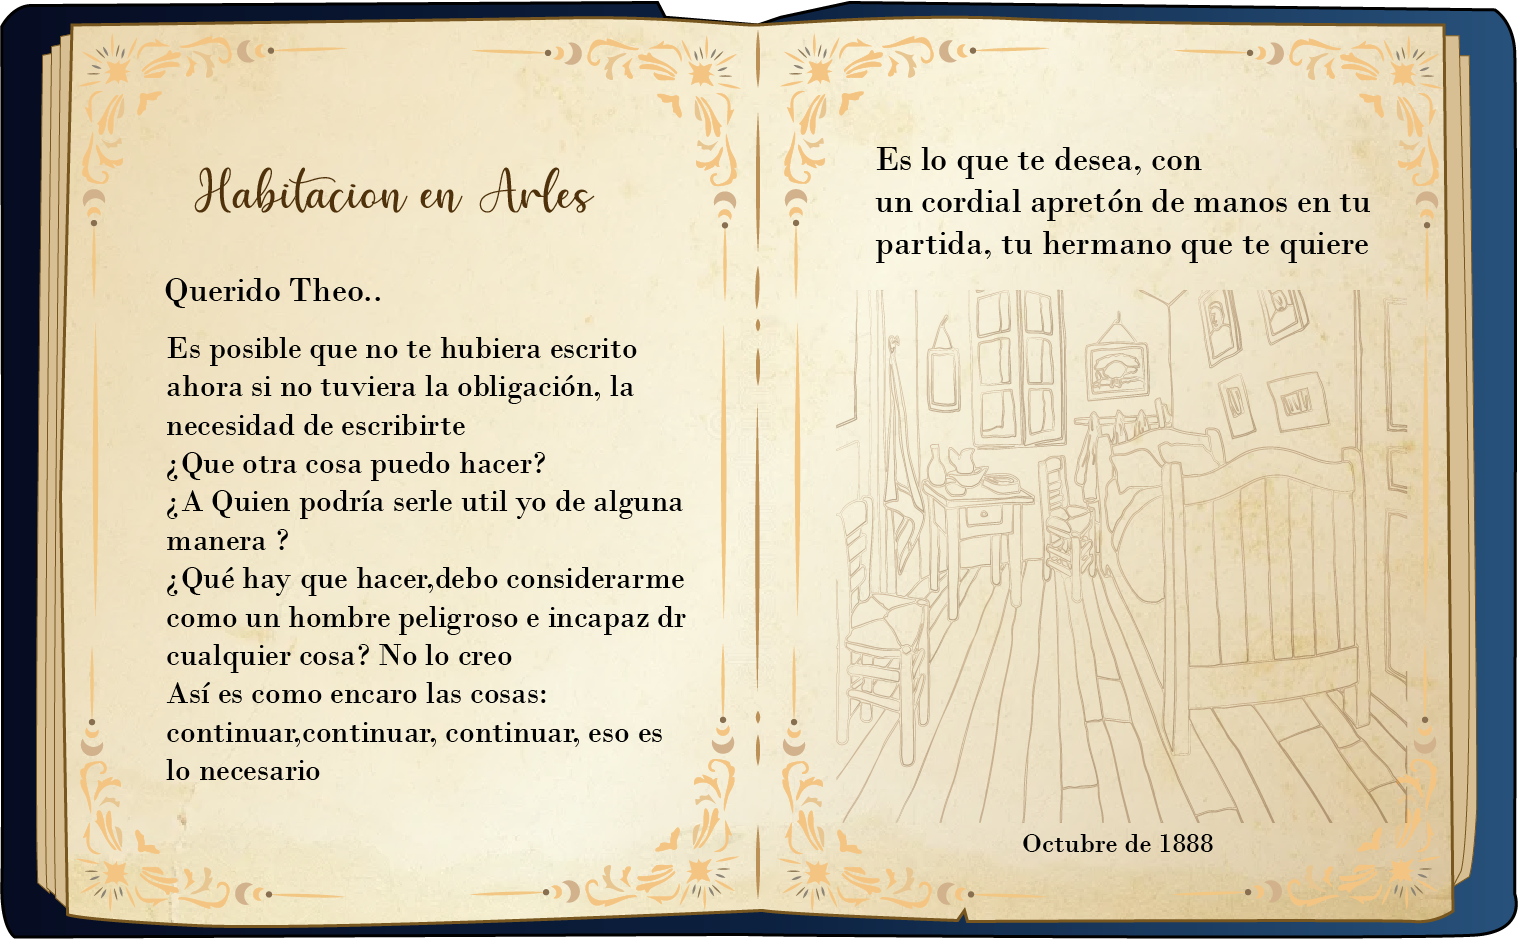 Habitacion en Arles
Querido Theo..
Es posible que no te hubiera escrito
ahora si no tuviera la obligación, la
necesidad de escribirte
¿Que otra cosa puedo hacer?
¿A Quien podría serle util yo de alguna
manera ?
¿Qué hay que hacer,debo considerarme
como un hombre peligroso e incapaz dr
cualquier cosa? No lo creo
Así es como encaro las cosas:
continuar,continuar, continuar, eso es
lo necesario
Es lo que te desea, con
un cordial apretón de manos en tu
partida, tu hermano que te quiere
Octubre de 1888